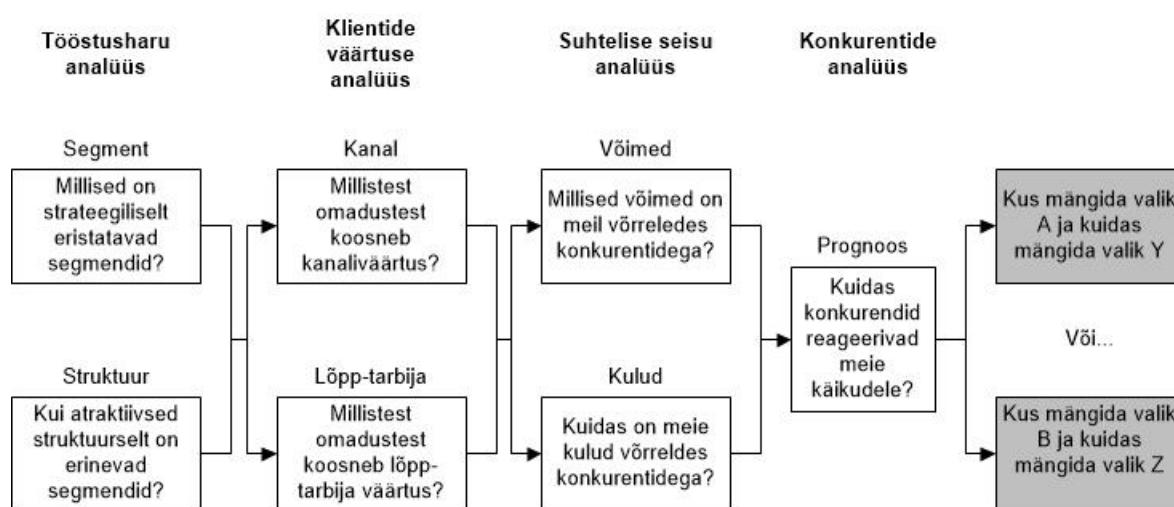 Tööstusharu
analüüs
Klientide
väärtuse
analüüs
Suhtelise seisu
analüüs
Konkurentide
analüüs
Segment
Millised on
strateegiliselt
eristatavad
segmendid?
Struktuur
Kui atraktiivsed
struktuurselt on
erinevad
segmendid?
Kanal
Millistest
omadustest
koosneb
kanaliväärtus?
Lõpp-tarbija
Millistest
omadustest
koosneb lõpp-
tarbija väärtus?
Võimed
Millised võimed on
meil võrreledes
konkurentidega?
Kulud
Kuidas on meie
kulud võrreldes
konkurentidega?
Prognoos
Kuidas
konkurendid
reageerivad
meie
käikudele?
Kus mängida valik
A ja kuidas
mängida valik Y
Või...
Kus mängida valik
B ja kuidas
mängida valik Z